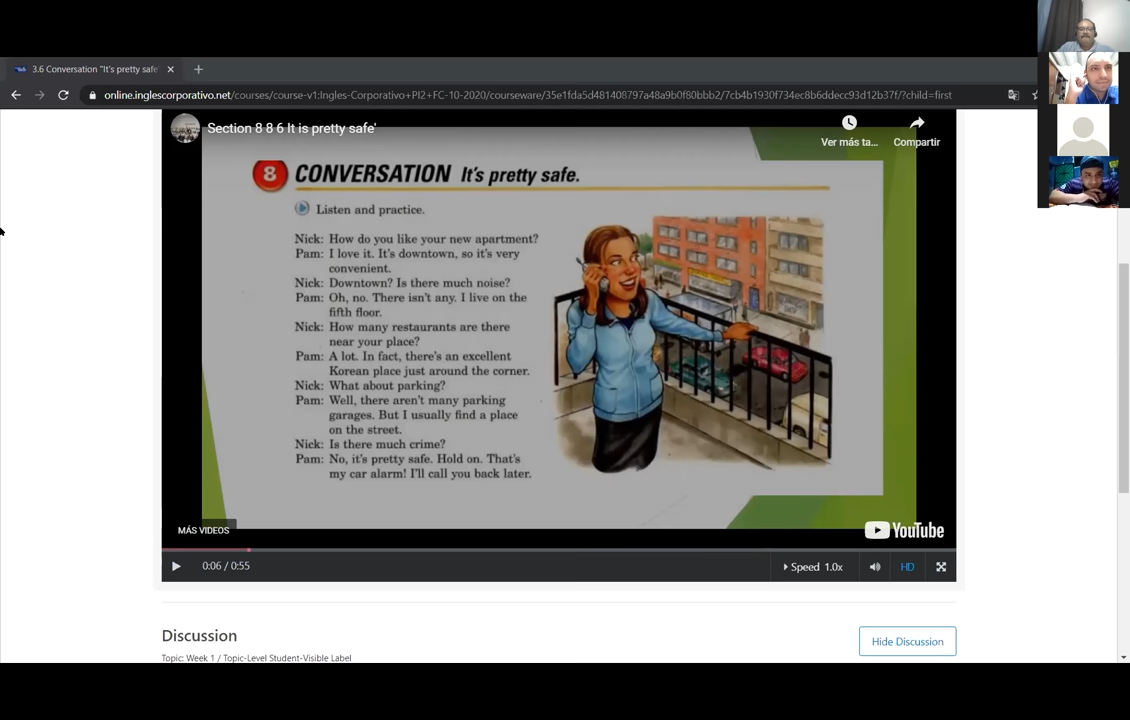 3.6 Conversation "It's pretty safe'
online.inglescorporativo.net/courses/course-v1:Ingles-Corporativo+PI2+FC-10-2020/courseware/35e1fda5d481408797a48a9b0f80bbb2/7cb4b1930f734ec8b6ddecc93d12b37f/?child=first
Section 8 8 6 It is pretty safe'
Ver más ta...
Compartir
8 CONVERSATION It's pretty safe.
Listen and practice.
Nick: How do you like your new apartment?
Pam: I love it. It's downtown, so it's very
convenient.
Nick: Downtown? Is there much noise?
Pam: Oh, no. There isn't any. I live on the
fifth floor.
Nick: How many restaurants are there
near your place?
Pam: A lot. In fact, there's an excellent
Korean place just around the corner.
Nick: What about parking?
Pam: Well, there aren't many parking
garages. But I usually find a place
on the street.
Nick: Is there much crime?
Pam: No, it's pretty safe. Hold on. That's
my car alarm! I'll call you back later.
MÁS VIDEOS
YouTube
0:06 / 0:55
Speed 1.0x
HD
Discussion
Hide Discussion
Topic: Week 1 / Topic-Level Student-Visible Label